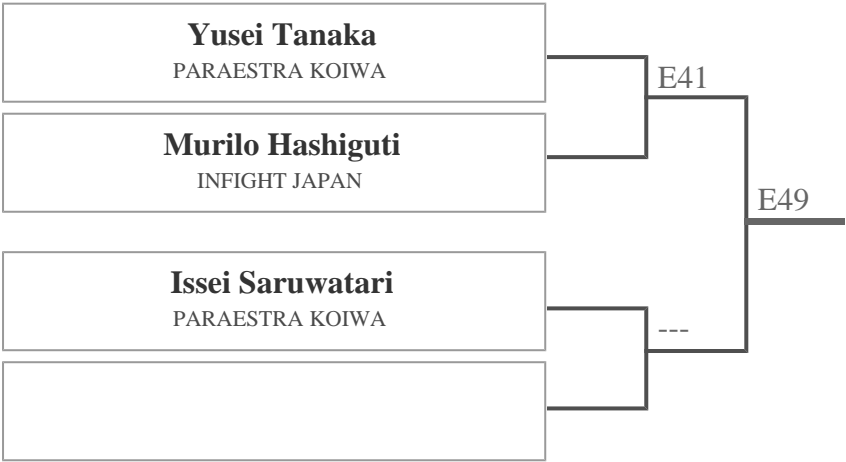 Yusei Tanaka
PARAESTRA KOIWA
E41
Murilo Hashiguti
INFIGHT JAPAN
E49
Issei Saruwatari
PARAESTRA KOIWA
---